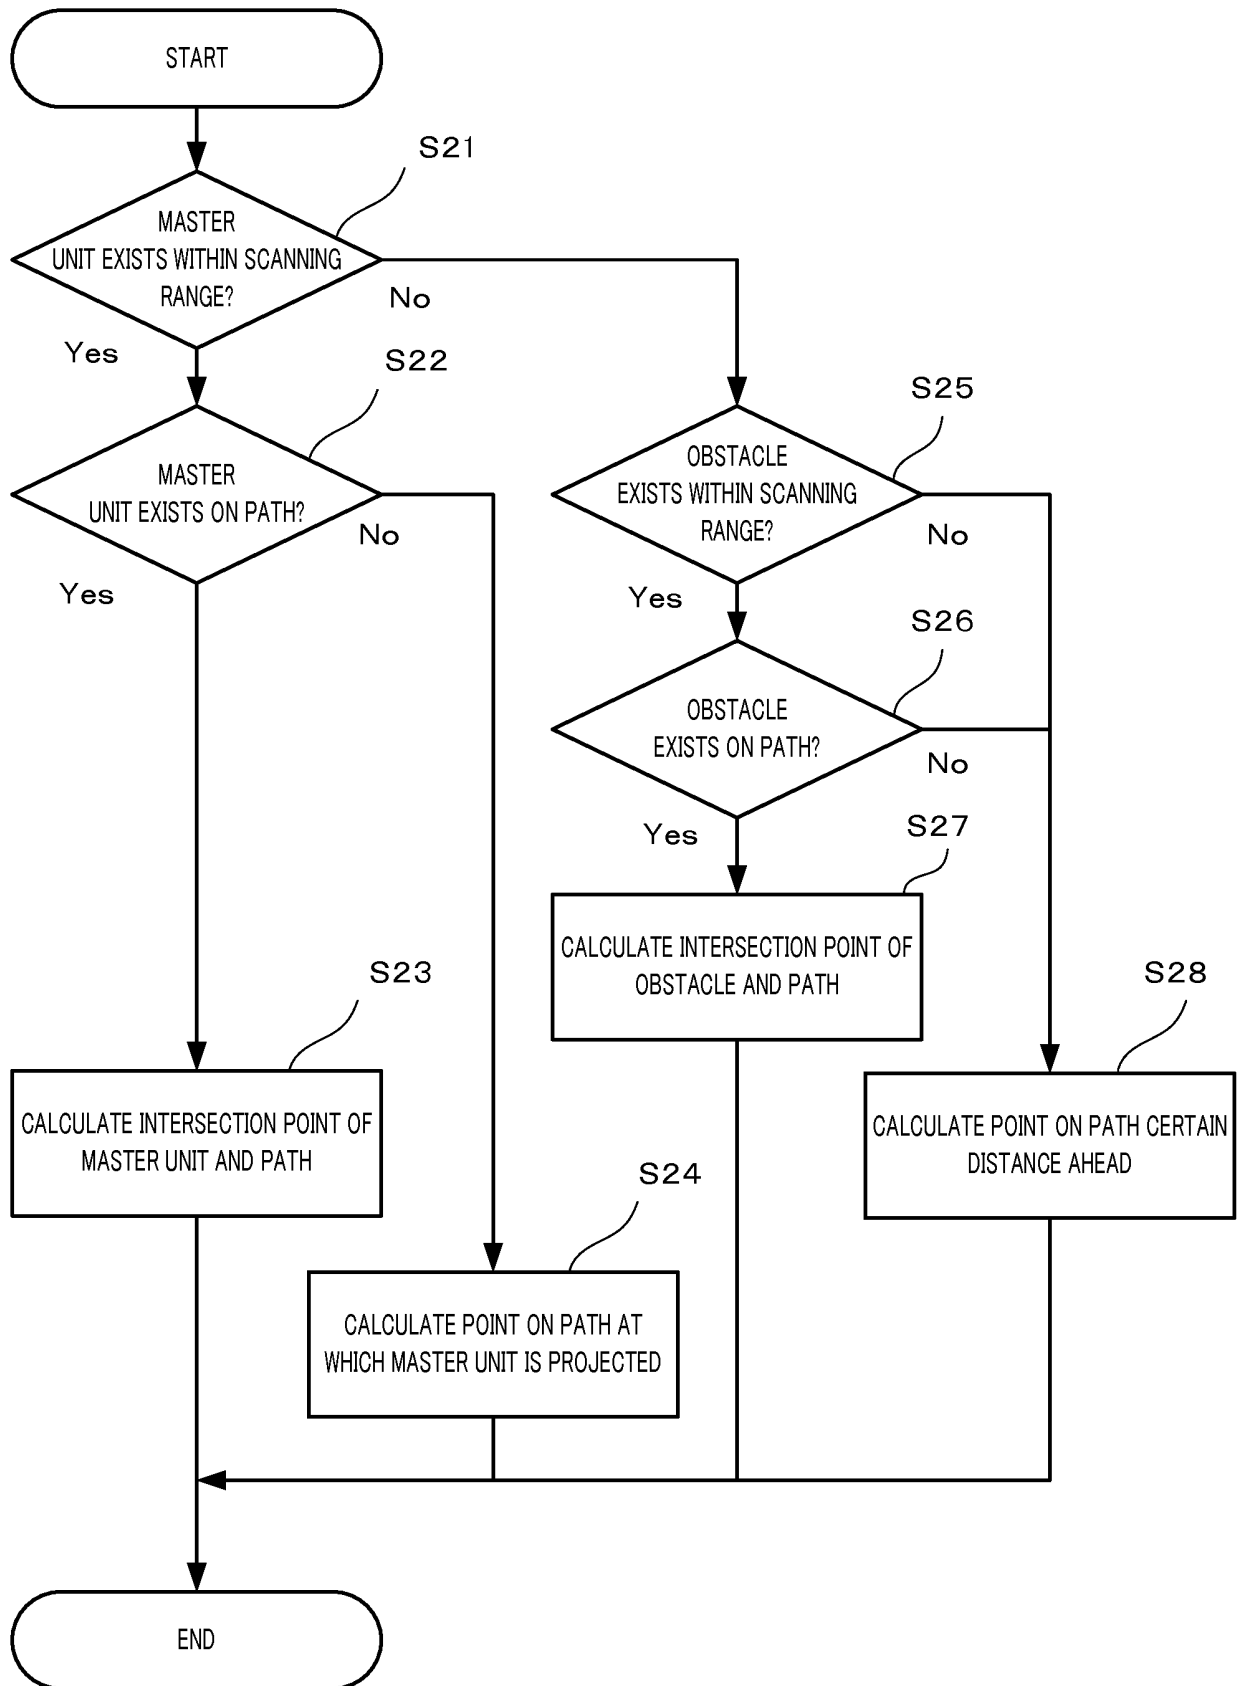 START
S21
MASTER
UNIT EXISTS WITHIN SCANNING
RANGE?
No
Yes
S22
MASTER
UNIT EXISTS ON PATH?
No
Yes
S25
OBSTACLE
EXISTS WITHIN SCANNING
RANGE?
No
Yes
S26
OBSTACLE
EXISTS ON PATH?
No
Yes
S27
CALCULATE INTERSECTION POINT OF
OBSTACLE AND PATH
S23
CALCULATE INTERSECTION POINT OF
MASTER UNIT AND PATH
S28
CALCULATE POINT ON PATH CERTAIN
DISTANCE AHEAD
S24
CALCULATE POINT ON PATH AT
WHICH MASTER UNIT IS PROJECTED
END